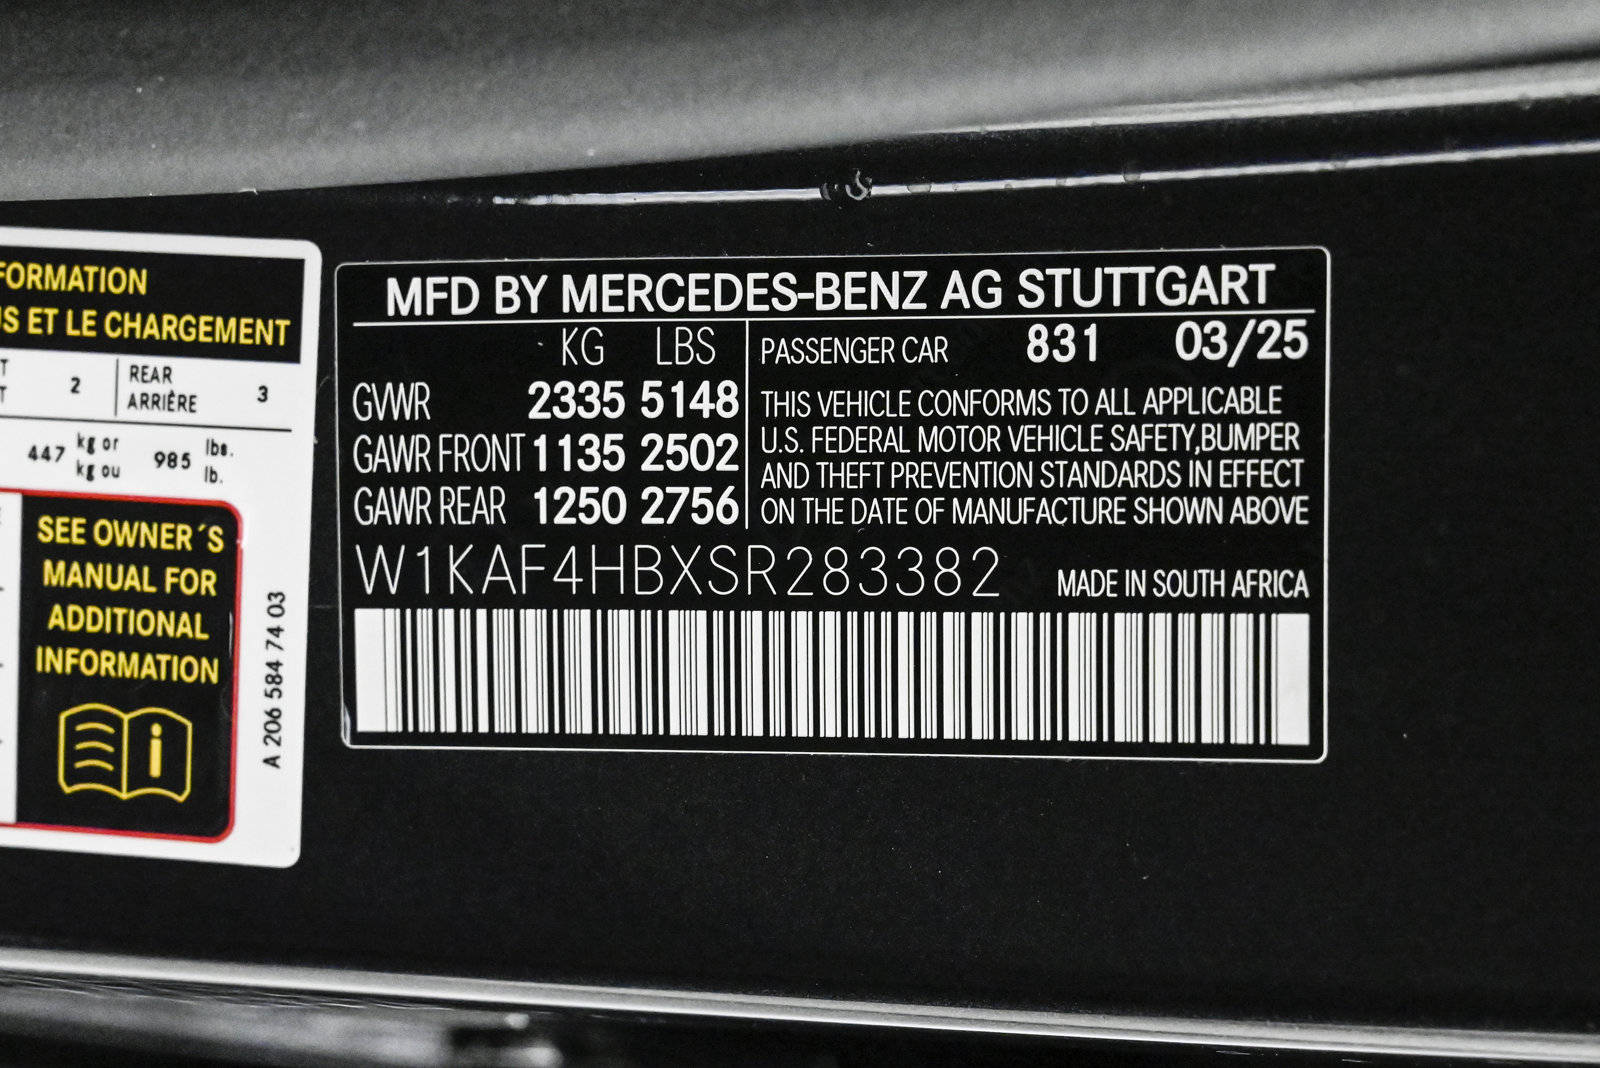 FORMATION
US ET LE CHARGEMENT
2
REAR
ARRIÈRE
3
447 kg or
kg ou
985 lbs.
lb.
SEE OWNER´S
MANUAL FOR
ADDITIONAL
INFORMATION
i
A 206 584 74 03
MFD BY MERCEDES-BENZ AG STUTTGART
KG LBS
GVWR 2335 5148
GAWR FRONT 1135 2502
GAWR REAR 1250 2756
PASSENGER CAR 831 03/25
THIS VEHICLE CONFORMS TO ALL APPLICABLE
U.S. FEDERAL MOTOR VEHICLE SAFETY,BUMPER
AND THEFT PREVENTION STANDARDS IN EFFECT
ON THE DATE OF MANUFACTURE SHOWN ABOVE
W1KAF4HBXSR283382
MADE IN SOUTH AFRICA